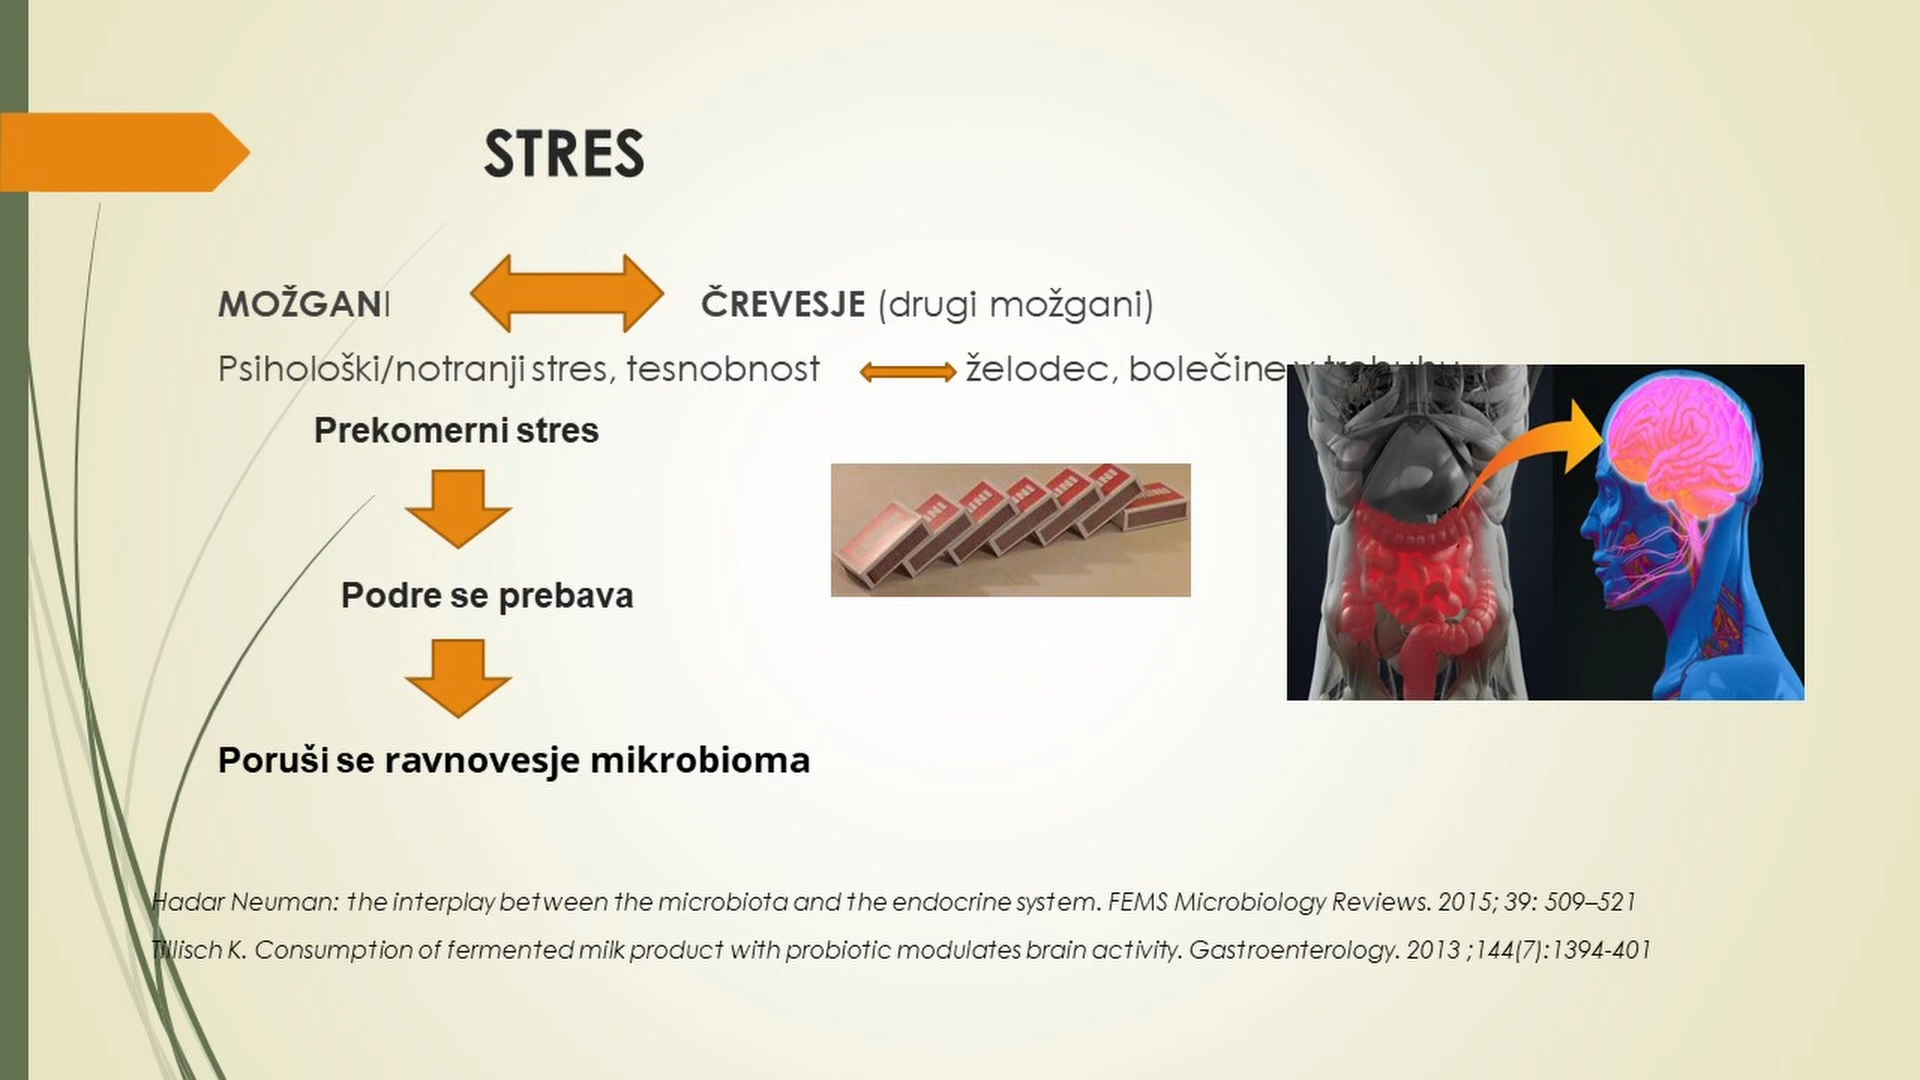 STRES
MOŽGANI ČREVESJE (drugi možgani)
Psihološki/notranji stres, tesnobnost želodec, bolečine v trebuhu
Prekomerni stres
Podre se prebava
Poruši se ravnovesje mikrobioma
Hadar Neuman: the interplay between the microbiota and the endocrine system. FEMS Microbiology Reviews. 2015; 39: 509–521
Tillisch K. Consumption of fermented milk product with probiotic modulates brain activity. Gastroenterology. 2013 ;144(7):1394-401